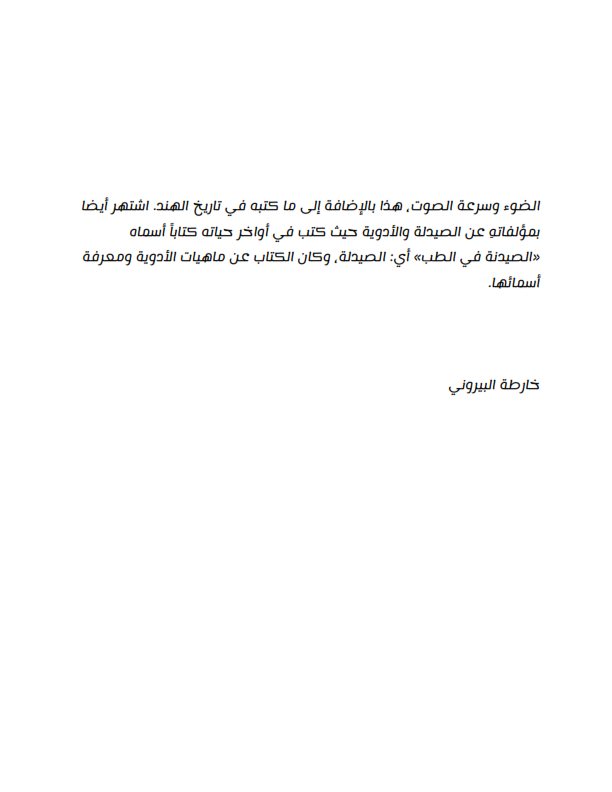 الضوء وسرعة الصوت، هذا بالإضافة إلى ما كتبه في تاريخ الهند. اشتهر أيضا
بمؤلفاتهِ عن الصيدلة والأدوية حيث كتب في أواخر حياته كتاباً أسماه
«الصيدنة في الطب» أي: الصيدلة، وكان الكتاب عن ماهيات الأدوية ومعرفة
أسمائها.
خارطة البيروني